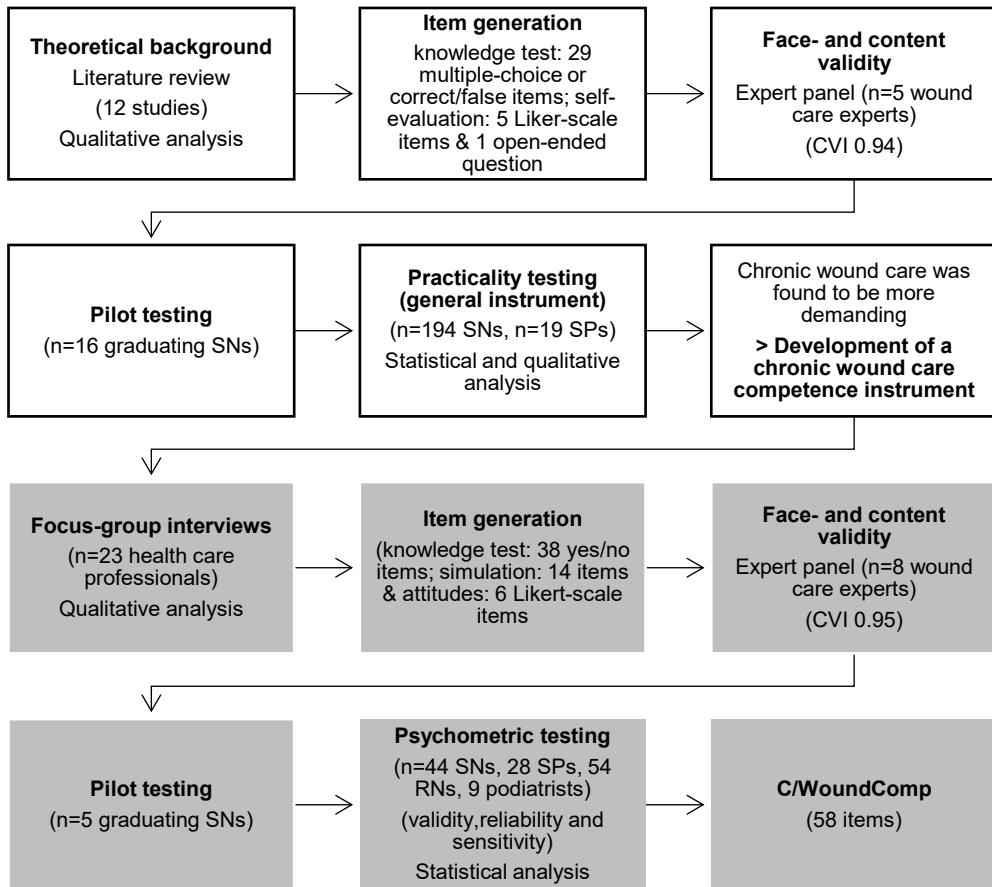 Theoretical background
Literature review
(12 studies)
Qualitative analysis
Item generation
knowledge test: 29
multiple-choice or
correct/false items; self-
evaluation: 5 Liker-scale
items & 1 open-ended
question
Face- and content
validity
Expert panel (n=5 wound
care experts)
(CVI 0.94)
Pilot testing
(n=16 graduating SNs)
Practicality testing
(general instrument)
(n=194 SNs, n=19 SPs)
Statistical and qualitative
analysis
Chronic wound care was
found to be more
demanding
> Development of a
chronic wound care
competence instrument
Focus-group interviews
(n=23 health care
professionals)
Qualitative analysis
Item generation
(knowledge test: 38 yes/no
items; simulation: 14 items
& attitudes: 6 Likert-scale
items
Face- and content
validity
Expert panel (n=8 wound
care experts)
(CVI 0.95)
Pilot testing
(n=5 graduating SNs)
Psychometric testing
(n=44 SNs, 28 SPs, 54
RNs, 9 podiatrists)
(validity,reliability and
sensitivity)
Statistical analysis
C/WoundComp
(58 items)